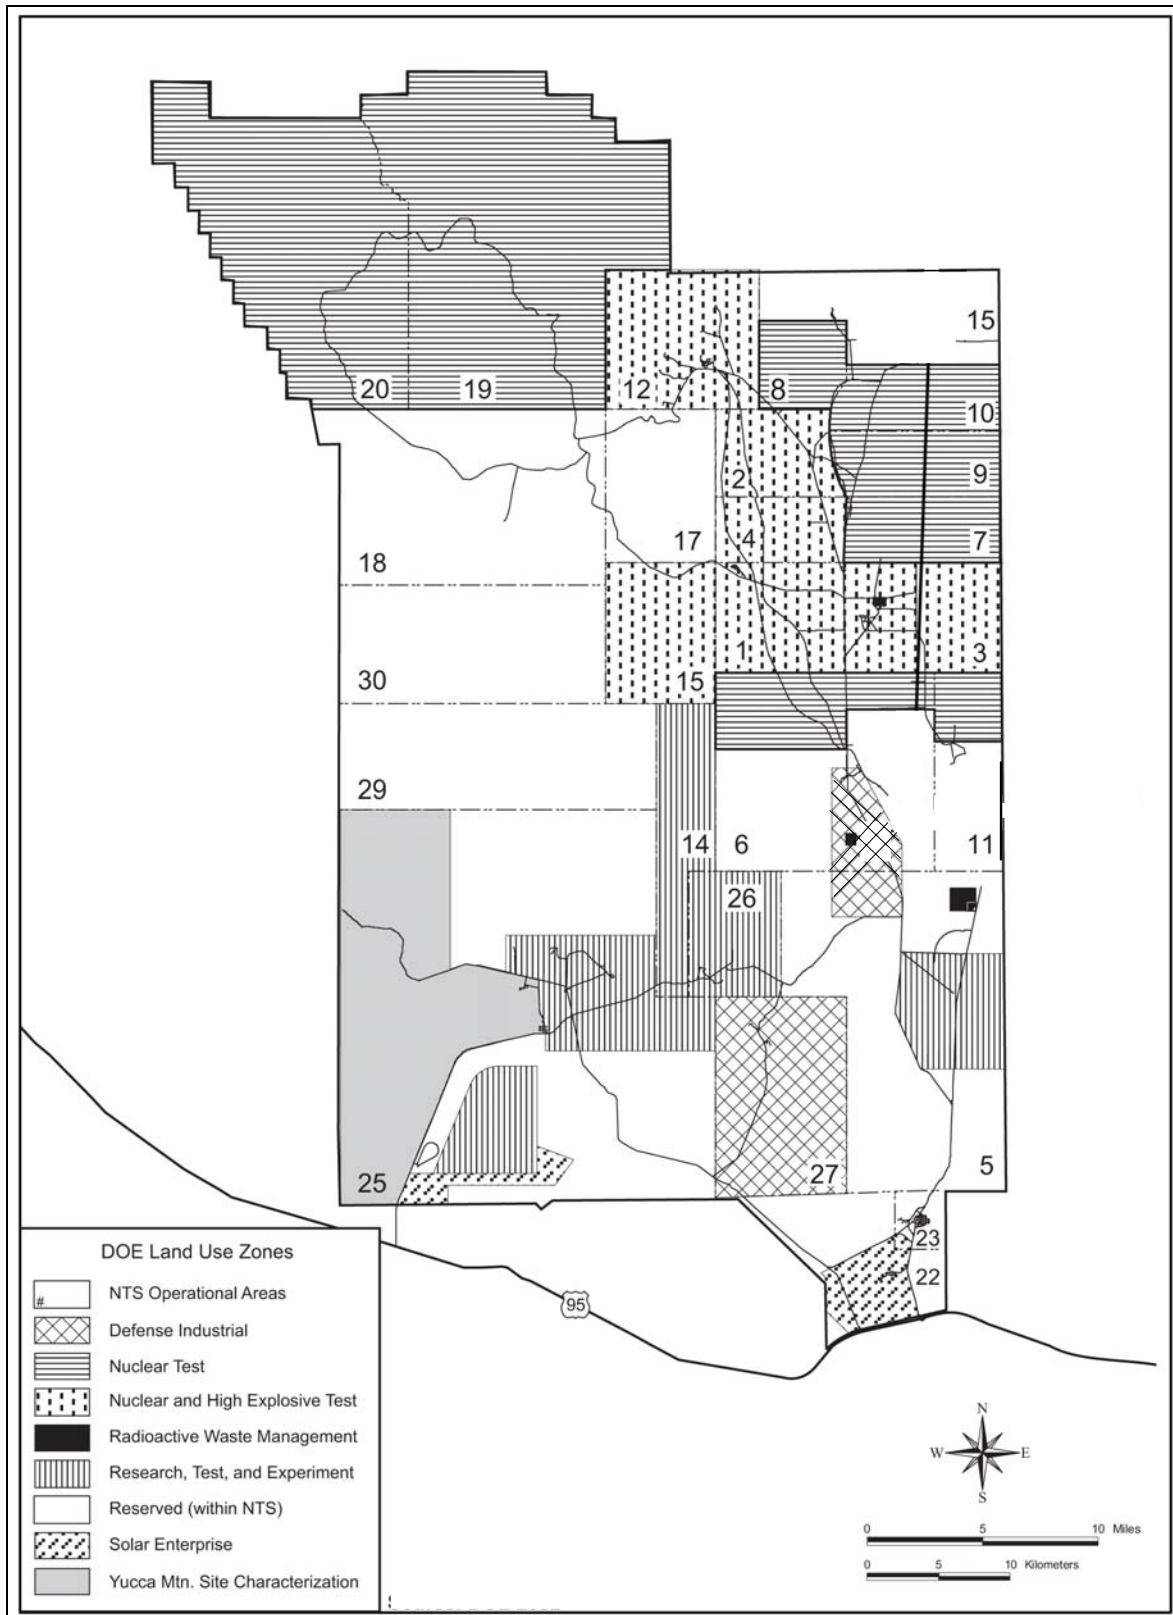 15
20
19
12
8
10
2
9
17
4
7
18
1
3
30
15
29
14
6
11
26
25
27
5
23
22
95
DOE Land Use Zones
#
NTS Operational Areas
Defense Industrial
Nuclear Test
Nuclear and High Explosive Test
Radioactive Waste Management
Research, Test, and Experiment
Reserved (within NTS)
Solar Enterprise
Yucca Mtn. Site Characterization
N
W E
S
0 5 10 Miles
0 5 10 Kilometers